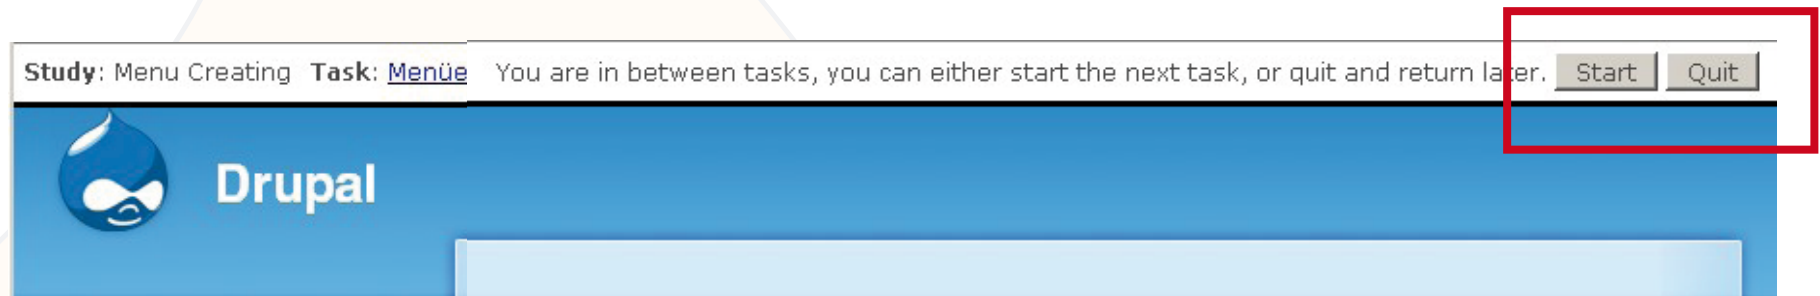 Study: Menu Creating Task: Menüe You are in between tasks, you can either start the next task, or quit and return later. Start Quit
Drupal